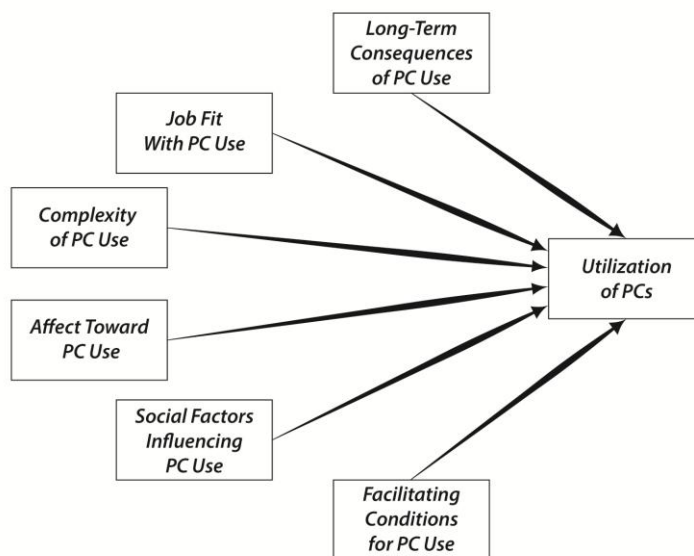 Long-Term
Consequences
of PC Use
Job Fit
With PC Use
Complexity
of PC Use
Utilization
of PCs
Affect Toward
PC Use
Social Factors
Influencing
PC Use
Facilitating
Conditions
for PC Use